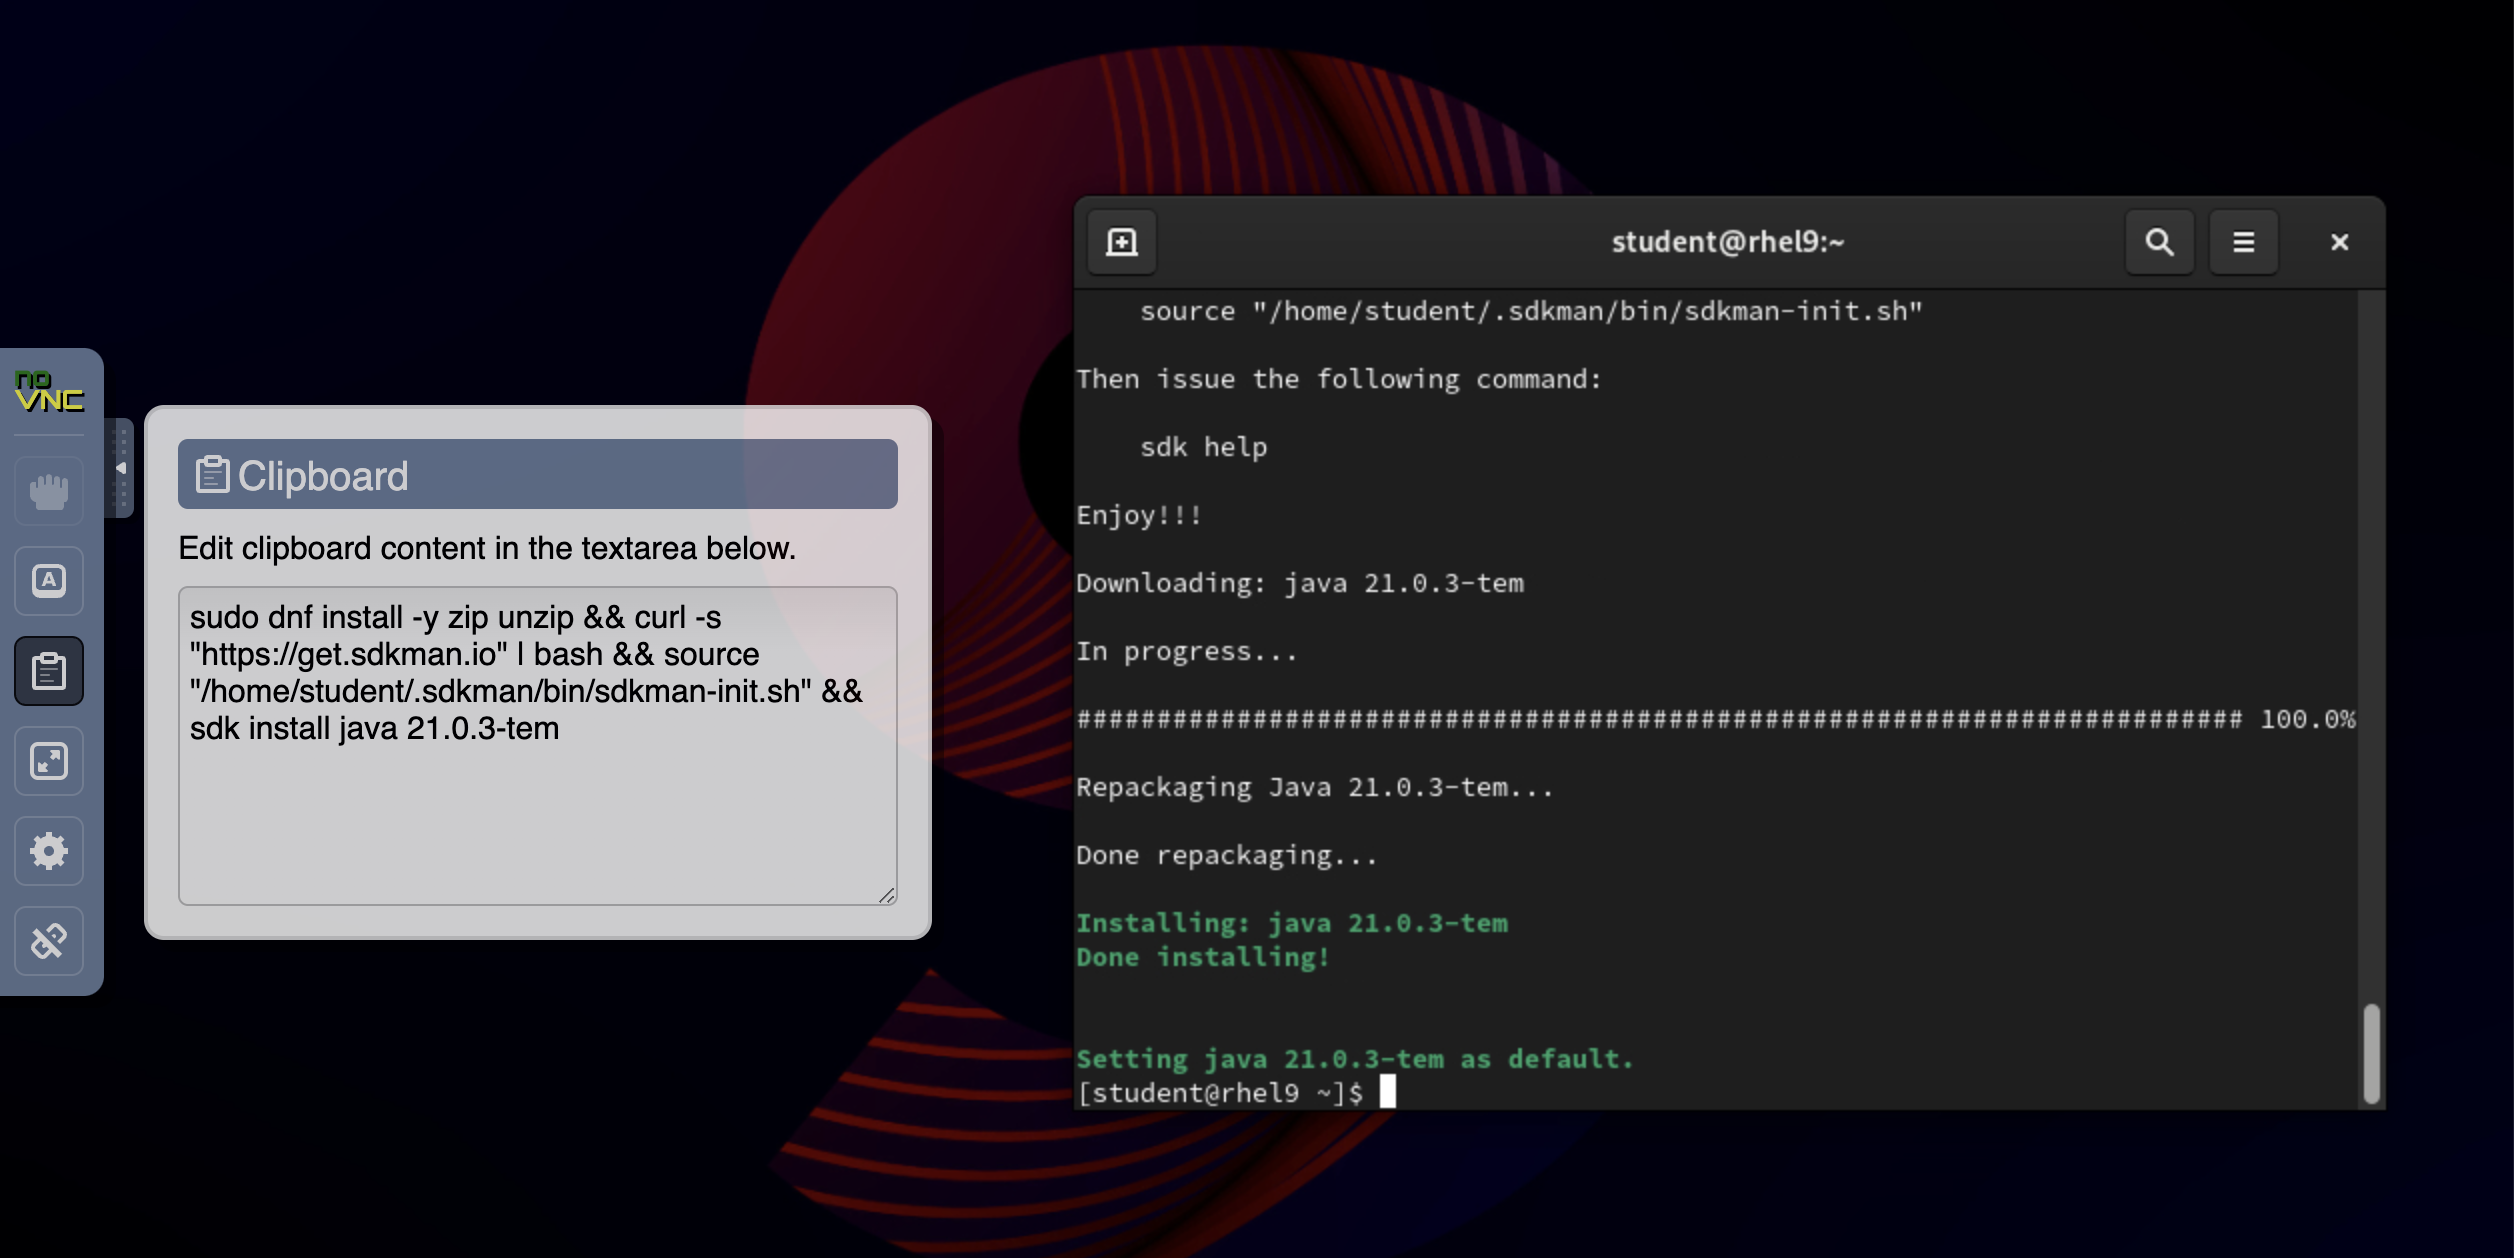 no
VNC
A
Clipboard
Edit clipboard content in the textarea below.
sudo dnf install -y zip unzip && curl -s
"https://get.sdkman.io" | bash && source
"/home/student/.sdkman/bin/sdkman-init.sh" &&
sdk install java 21.0.3-tem
student@rhel9:~
source "/home/student/.sdkman/bin/sdkman-init.sh"
Then issue the following command:
sdk help
Enjoy!!!
Downloading: java 21.0.3-tem
In progress...
######################################################################### 100.0%
Repackaging Java 21.0.3-tem...
Done repackaging...
Installing: java 21.0.3-tem
Done installing!
Setting java 21.0.3-tem as default.
[student@rhel9 ~]$